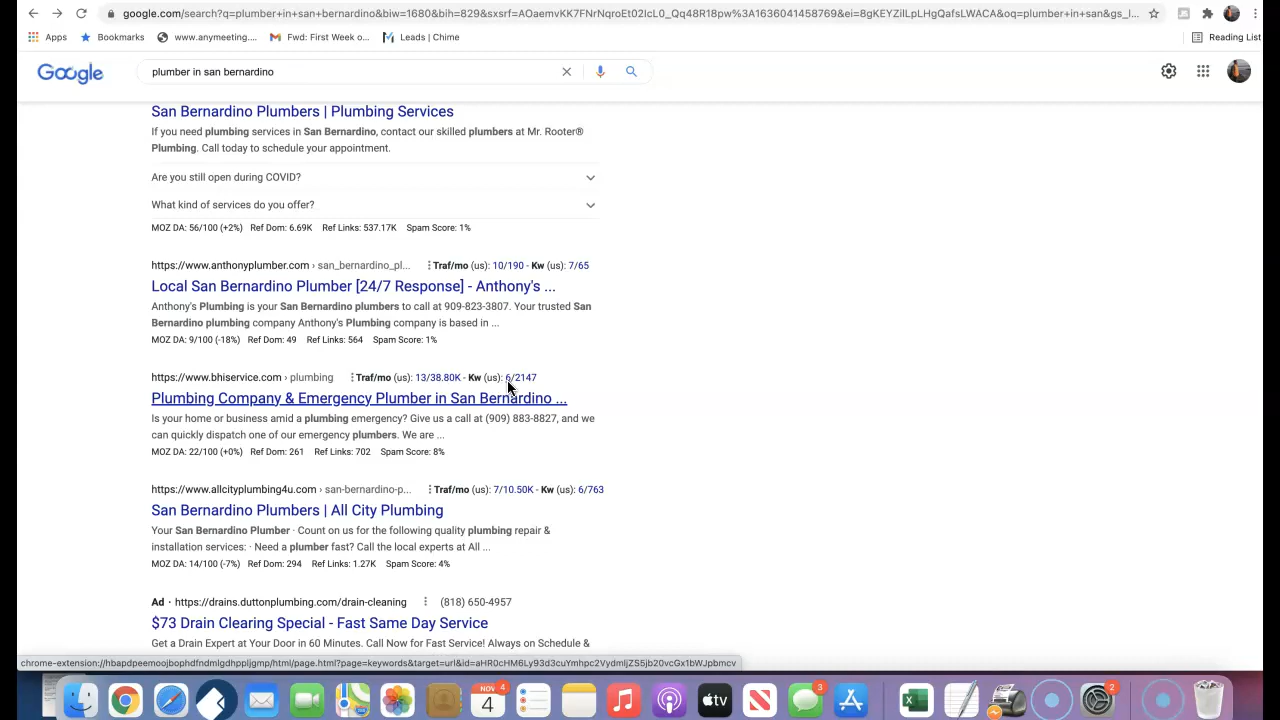 google.com/search?q=plumber+in+san+bernardino&biw=1680&bih=829&sxsrf=AOaemvKK7FNrNqroEt02IcL0_Qq48R18pw%3A1636041458769&ei=8gKEYZiILpLHgQafsLWACA&oq=plumber+in+san&gs_l...
Apps Bookmarks www.anymeeting... Fwd: First Week o... Leads | Chime Reading List
Google plumber in san bernardino
San Bernardino Plumbers | Plumbing Services
If you need plumbing services in San Bernardino, contact our skilled plumbers at Mr. Rooter®
Plumbing. Call today to schedule your appointment.
Are you still open during COVID?
What kind of services do you offer?
MOZ DA: 56/100 (+2%) Ref Dom: 6.69K Ref Links: 537.17K Spam Score: 1%
https://www.anthonyplumber.com › san_bernardino_pl... Traf/mo (us): 10/190 - Kw (us): 7/65
Local San Bernardino Plumber [24/7 Response] - Anthony's ...
Anthony's Plumbing is your San Bernardino plumbers to call at 909-823-3807. Your trusted San
Bernardino plumbing company Anthony's Plumbing company is based in ...
MOZ DA: 9/100 (-18%) Ref Dom: 49 Ref Links: 564 Spam Score: 1%
https://www.bhiservice.com › plumbing Traf/mo (us): 13/38.80K - Kw (us): 6/2147
Plumbing Company & Emergency Plumber in San Bernardino ...
Is your home or business amid a plumbing emergency? Give us a call at (909) 883-8827, and we
can quickly dispatch one of our emergency plumbers. We are ...
MOZ DA: 22/100 (+0%) Ref Dom: 261 Ref Links: 702 Spam Score: 8%
https://www.allcityplumbing4u.com › san-bernardino-p... Traf/mo (us): 7/10.50K - Kw (us): 6/763
San Bernardino Plumbers | All City Plumbing
Your San Bernardino Plumber · Count on us for the following quality plumbing repair &
installation services: · Need a plumber fast? Call the local experts at All ...
MOZ DA: 14/100 (-7%) Ref Dom: 294 Ref Links: 1.27K Spam Score: 4%
Ad · https://drains.duttonplumbing.com/drain-cleaning (818) 650-4957
$73 Drain Clearing Special - Fast Same Day Service
Get a Drain Expert at Your Door in 60 Minutes. Call Now for Fast Service! Always on Schedule &
chrome-extension://hbapdpeemoojbophdfndmlgdhppljgmp/html/page.html?page=keywords&target=url&id=aHR0cHM6Ly93d3cuYmhpc2VydmljZS5jb20vcGx1bWJpbmcv
NOV 4 4 tv 3 2